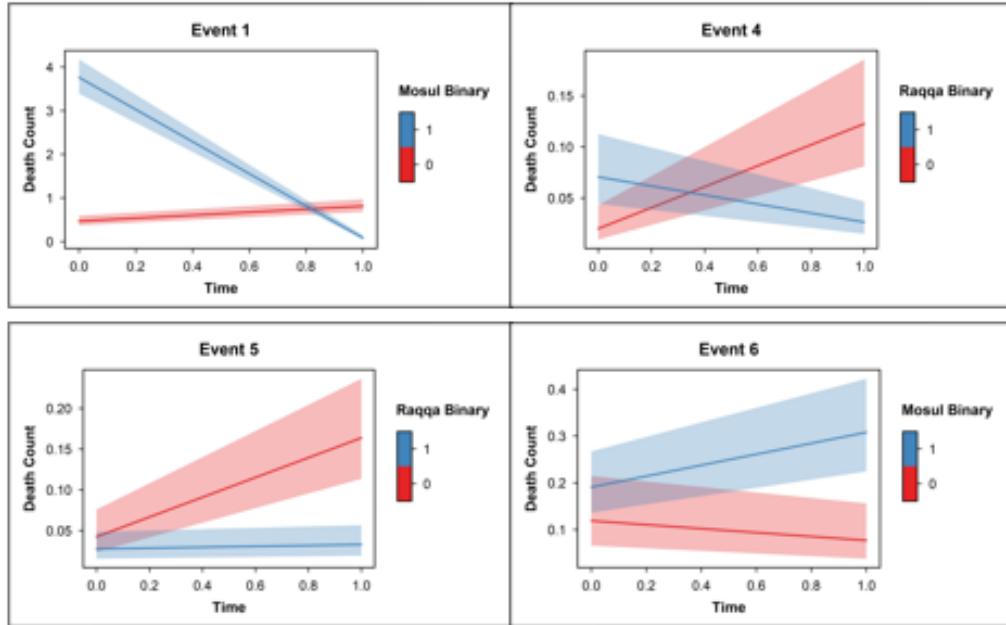 Event 1
4
3
2
1
0
Death Count
0.0 0.2 0.4 0.6 0.8 1.0
Time
Mosul Binary
1
0
Event 4
0.15
0.10
0.05
Death Count
0.0 0.2 0.4 0.6 0.8 1.0
Time
Raqqa Binary
1
0
Event 5
0.20
0.15
0.10
0.05
Death Count
0.0 0.2 0.4 0.6 0.8 1.0
Time
Raqqa Binary
1
0
Event 6
0.4
0.3
0.2
0.1
Death Count
0.0 0.2 0.4 0.6 0.8 1.0
Time
Mosul Binary
1
0